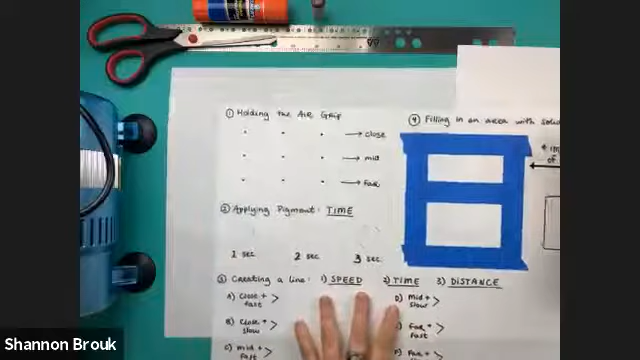 ① Holding the Air Grip
→ close
→ mid
→ far
② Applying Pigment: TIME
1 sec
2 sec
3 sec
③ Creating a line: 1) SPEED 2) TIME 3) DISTANCE
A) Close + fast >
B) Close + slow >
C) mid + fast >
D) mid + slow >
E) far + fast >
F) Far +
④ Filling in an area with solid
Shannon Brouk